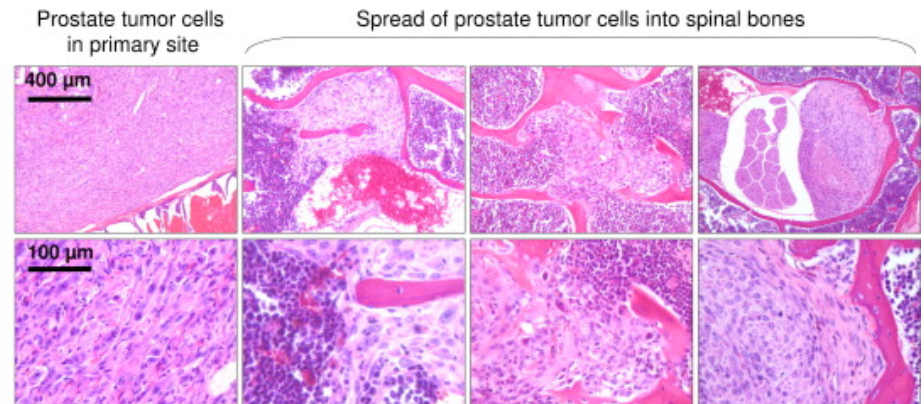 Prostate tumor cells
in primary site
Spread of prostate tumor cells into spinal bones
400 µm
100 µm